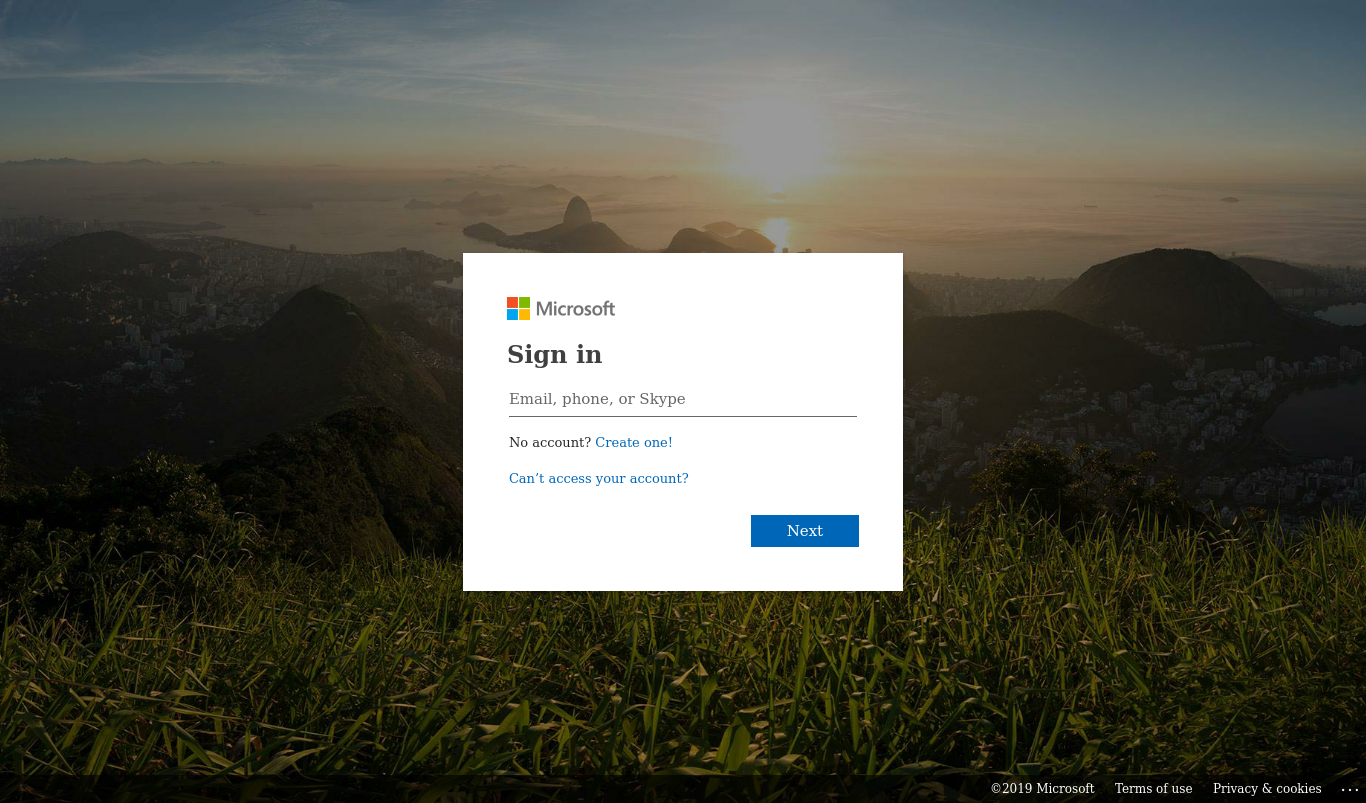 Microsoft
Sign in
Email, phone, or Skype
No account? Create one!
Can’t access your account?
Next
©2019 Microsoft Terms of use Privacy & cookies ...